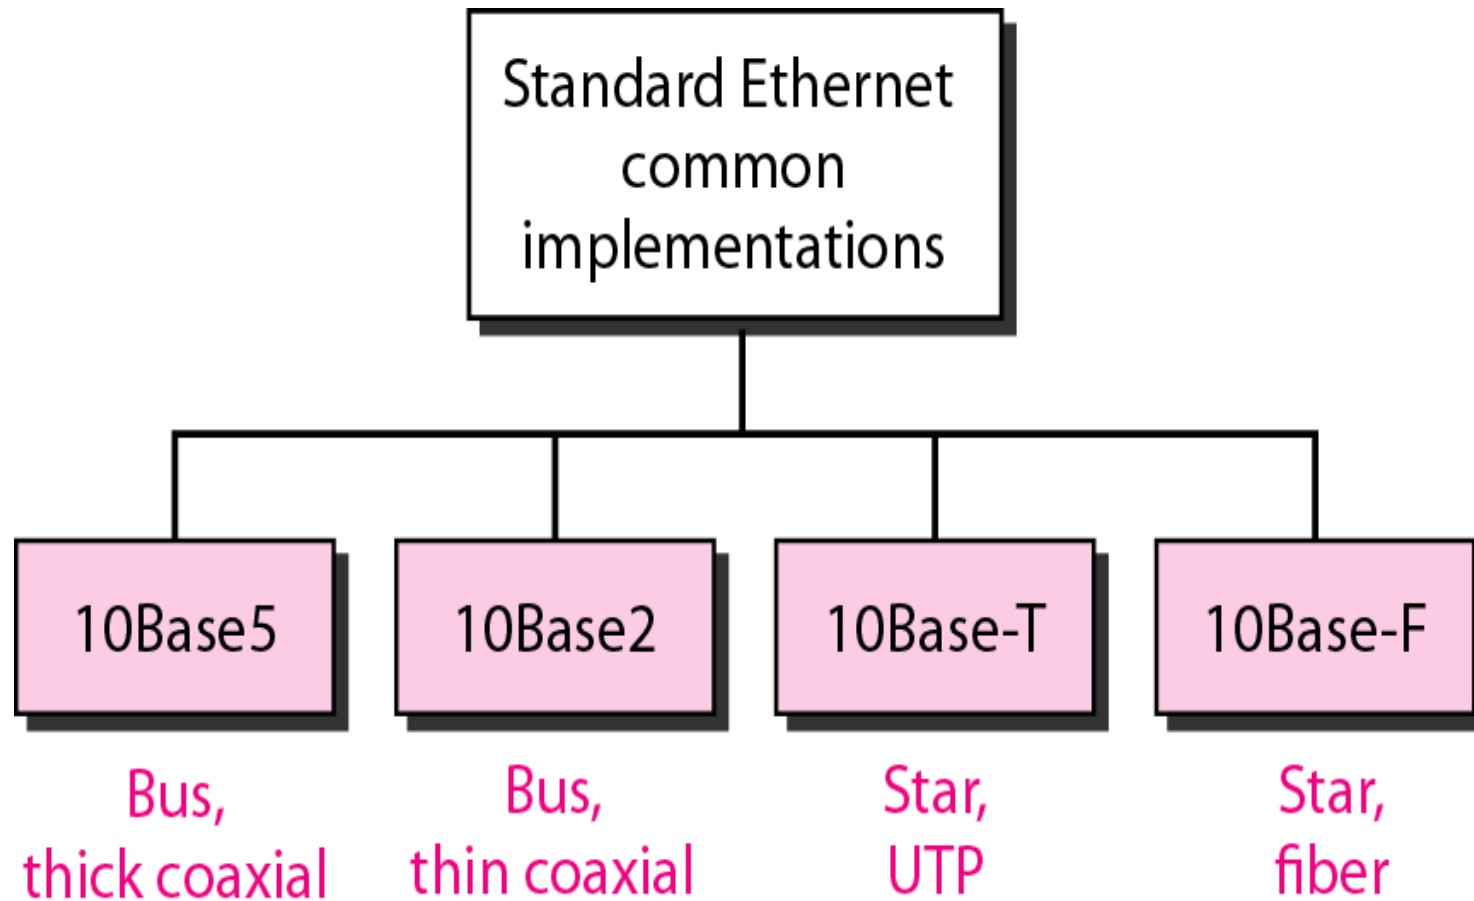 Standard Ethernet
common
implementations
10Base5
10Base2
10Base-T
10Base-F
Bus,
thick coaxial
Bus,
thin coaxial
Star,
UTP
Star,
fiber